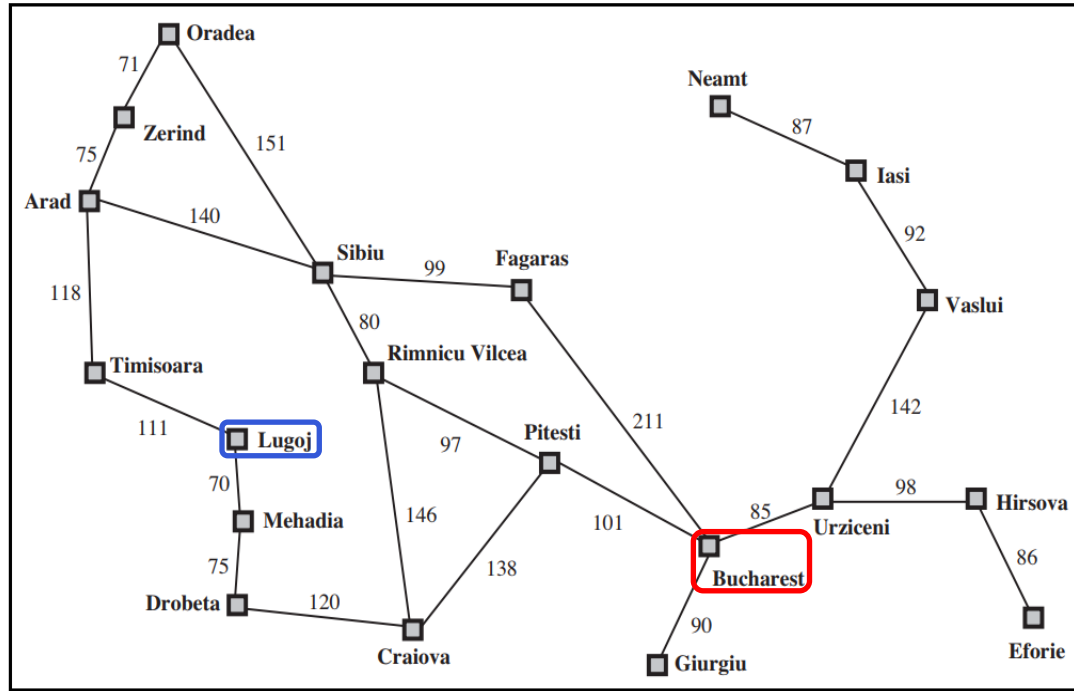 Oradea
71
Neamt
87
Zerind
151
75
Iasi
Arad
140
92
Sibiu
99
Fagaras
118
Vaslui
80
Timisoara
Rimnicu Vilcea
142
111
211
Lugoj
97
Pitesti
70
98
Hirsova
146
101
85
Urziceni
Mehadia
86
75
138
Bucharest
Drobeta
120
90
Craiova
Giurgiu
Eforie